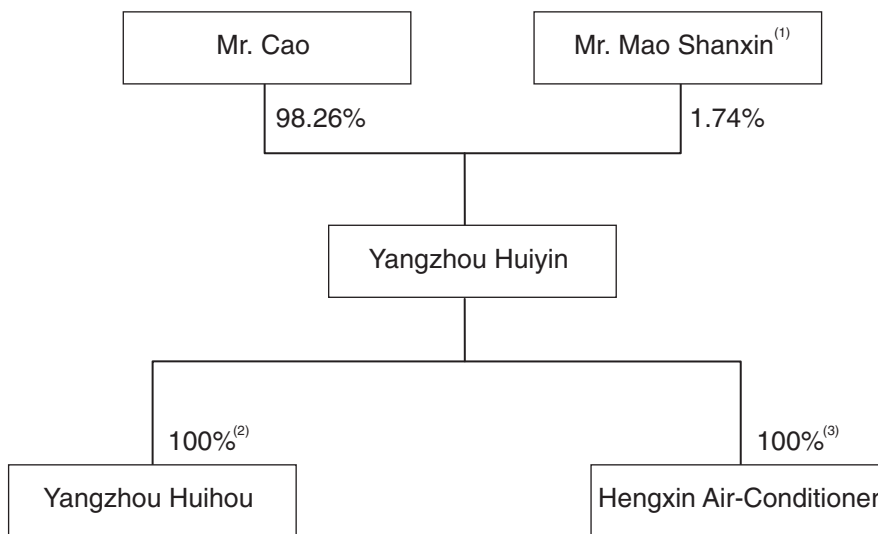 Mr. Cao
Mr. Mao Shanxin(1)
98.26%
1.74%
Yangzhou Huiyin
100%(2)
100%(3)
Yangzhou Huihou
Hengxin Air-Conditioner